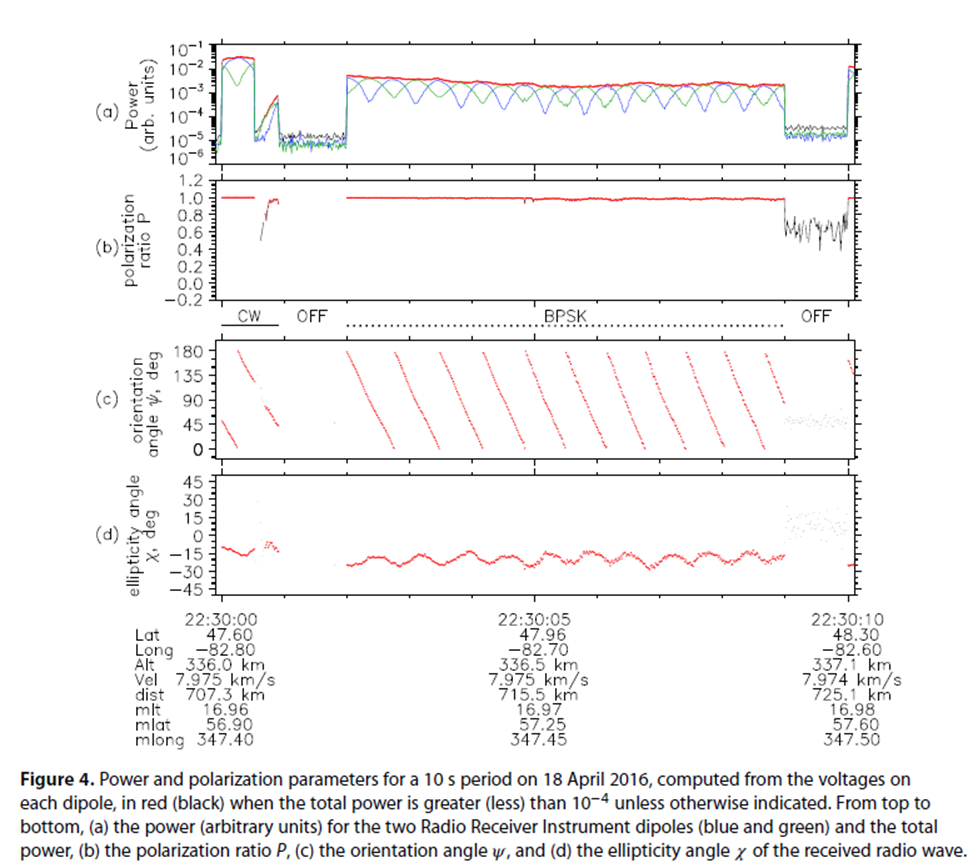 10⁻¹
10⁻²
10⁻³
10⁻⁴
10⁻⁵
10⁻⁶
(a) Power
(arb. units)
1.2
1.0
0.8
0.6
0.4
0.2
0.0
−0.2
(b) polarization
ratio P
CW OFF BPSK OFF
180
135
90
45
0
(c) orientation
angle ψ, deg
45
30
15
0
−15
−30
−45
(d) ellipticity angle
χ, deg
22:30:00 22:30:05 22:30:10
Lat 47.60 47.96 48.30
Long −82.80 −82.70 −82.60
Alt 336.0 km 336.5 km 337.1 km
Vel 7.975 km/s 7.975 km/s 7.974 km/s
dist 707.3 km 715.5 km 725.1 km
mlt 16.96 16.97 16.98
mlat 56.90 57.25 57.60
mlong 347.40 347.45 347.50
Figure 4. Power and polarization parameters for a 10 s period on 18 April 2016, computed from the voltages on
each dipole, in red (black) when the total power is greater (less) than 10⁻⁴ unless otherwise indicated. From top to
bottom, (a) the power (arbitrary units) for the two Radio Receiver Instrument dipoles (blue and green) and the total
power, (b) the polarization ratio P, (c) the orientation angle ψ, and (d) the ellipticity angle χ of the received radio wave.